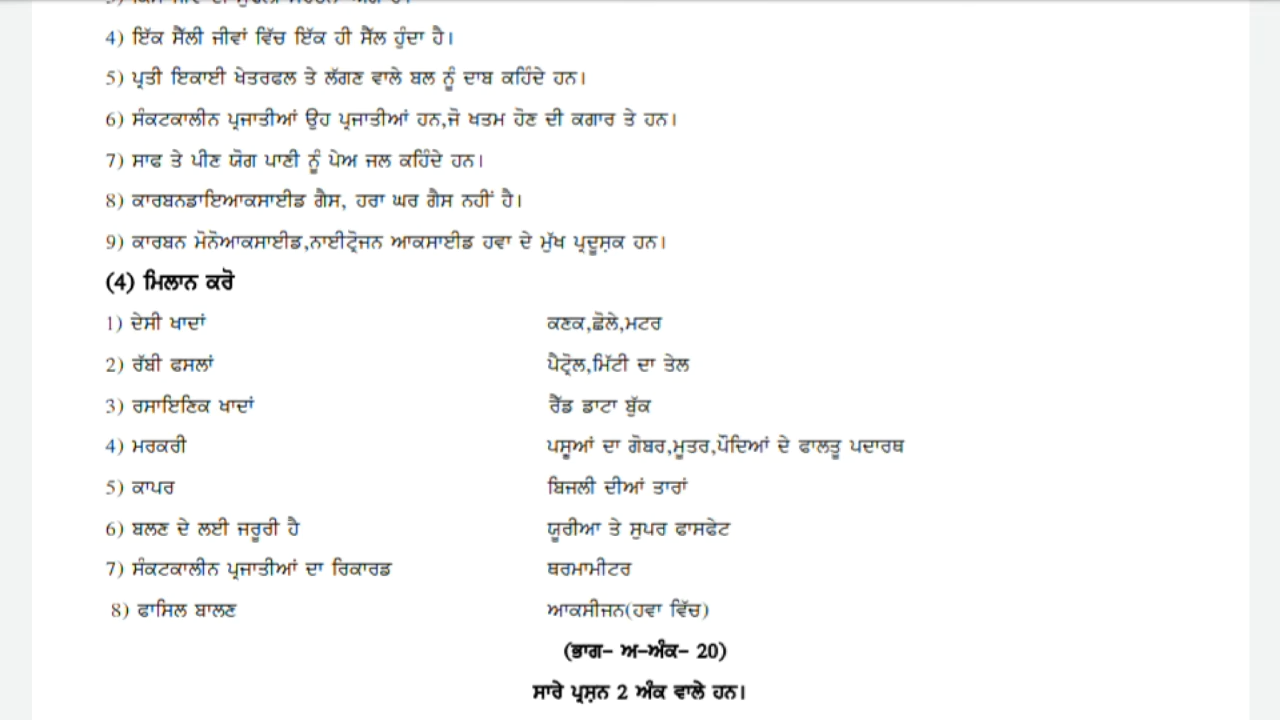 4) ਇੱਕ ਸੈੱਲੀ ਜੀਵਾਂ ਵਿੱਚ ਇੱਕ ਹੀ ਸੈੱਲ ਹੁੰਦਾ ਹੈ।
5) ਪ੍ਰਤੀ ਇਕਾਈ ਖੇਤਰਫਲ ਤੇ ਲੱਗਣ ਵਾਲੇ ਬਲ ਨੂੰ ਦਾਬ ਕਹਿੰਦੇ ਹਨ।
6) ਸੰਕਟਕਾਲੀਨ ਪ੍ਰਜਾਤੀਆਂ ਉਹ ਪ੍ਰਜਾਤੀਆਂ ਹਨ,ਜੋ ਖਤਮ ਹੋਣ ਦੀ ਕਗਾਰ ਤੇ ਹਨ।
7) ਸਾਫ ਤੇ ਪੀਣ ਯੋਗ ਪਾਣੀ ਨੂੰ ਪੇਅ ਜਲ ਕਹਿੰਦੇ ਹਨ।
8) ਕਾਰਬਨਡਾਇਆਕਸਾਈਡ ਗੈਸ, ਹਰਾ ਘਰ ਗੈਸ ਨਹੀਂ ਹੈ।
9) ਕਾਰਬਨ ਮੋਨੋਆਕਸਾਈਡ,ਨਾਈਟ੍ਰੋਜਨ ਆਕਸਾਈਡ ਹਵਾ ਦੇ ਮੁੱਖ ਪ੍ਰਦੂਸ਼ਕ ਹਨ।
(4) ਮਿਲਾਨ ਕਰੋ
1) ਦੇਸੀ ਖਾਦਾਂ ਕਣਕ,ਛੋਲੇ,ਮਟਰ
2) ਰੱਬੀ ਫਸਲਾਂ ਪੈਟ੍ਰੋਲ,ਮਿੱਟੀ ਦਾ ਤੇਲ
3) ਰਸਾਇਣਿਕ ਖਾਦਾਂ ਰੈੱਡ ਡਾਟਾ ਬੁੱਕ
4) ਮਰਕਰੀ ਪਸ਼ੂਆਂ ਦਾ ਗੋਬਰ,ਮੂਤਰ,ਪੌਦਿਆਂ ਦੇ ਫਾਲਤੂ ਪਦਾਰਥ
5) ਕਾਪਰ ਬਿਜਲੀ ਦੀਆਂ ਤਾਰਾਂ
6) ਬਲਣ ਦੇ ਲਈ ਜਰੂਰੀ ਹੈ ਯੂਰੀਆ ਤੇ ਸੁਪਰ ਫਾਸਫੇਟ
7) ਸੰਕਟਕਾਲੀਨ ਪ੍ਰਜਾਤੀਆਂ ਦਾ ਰਿਕਾਰਡ ਥਰਮਾਮੀਟਰ
8) ਫਾਸਿਲ ਬਾਲਣ ਆਕਸੀਜਨ(ਹਵਾ ਵਿੱਚ)
(ਭਾਗ- ਅ-ਅੰਕ- 20)
ਸਾਰੇ ਪ੍ਰਸ਼ਨ 2 ਅੰਕ ਵਾਲੇ ਹਨ।